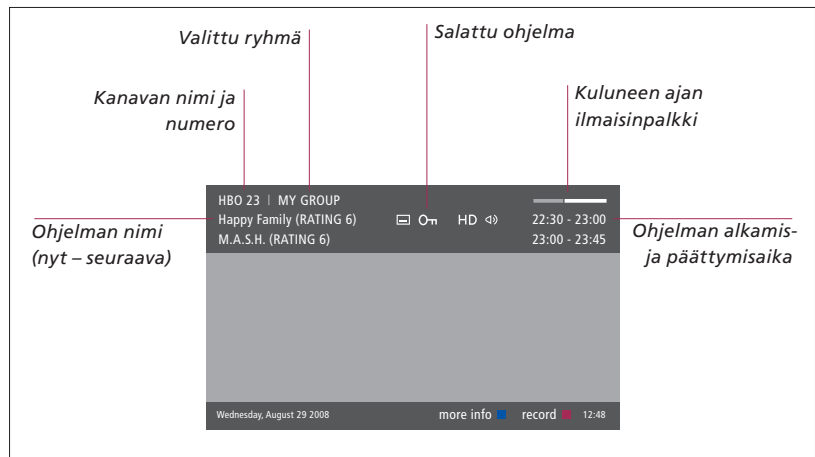 Valittu ryhmä
Salattu ohjelma
Kanavan nimi ja
numero
Kuluneen ajan
ilmaisinpalkki
HBO 23 | MY GROUP
Happy Family (RATING 6) HD 22:30 - 23:00
M.A.S.H. (RATING 6) 23:00 - 23:45
Ohjelman nimi
(nyt – seuraava)
Ohjelman alkamis-
ja päättymisaika
Wednesday, August 29 2008 more info record 12:48